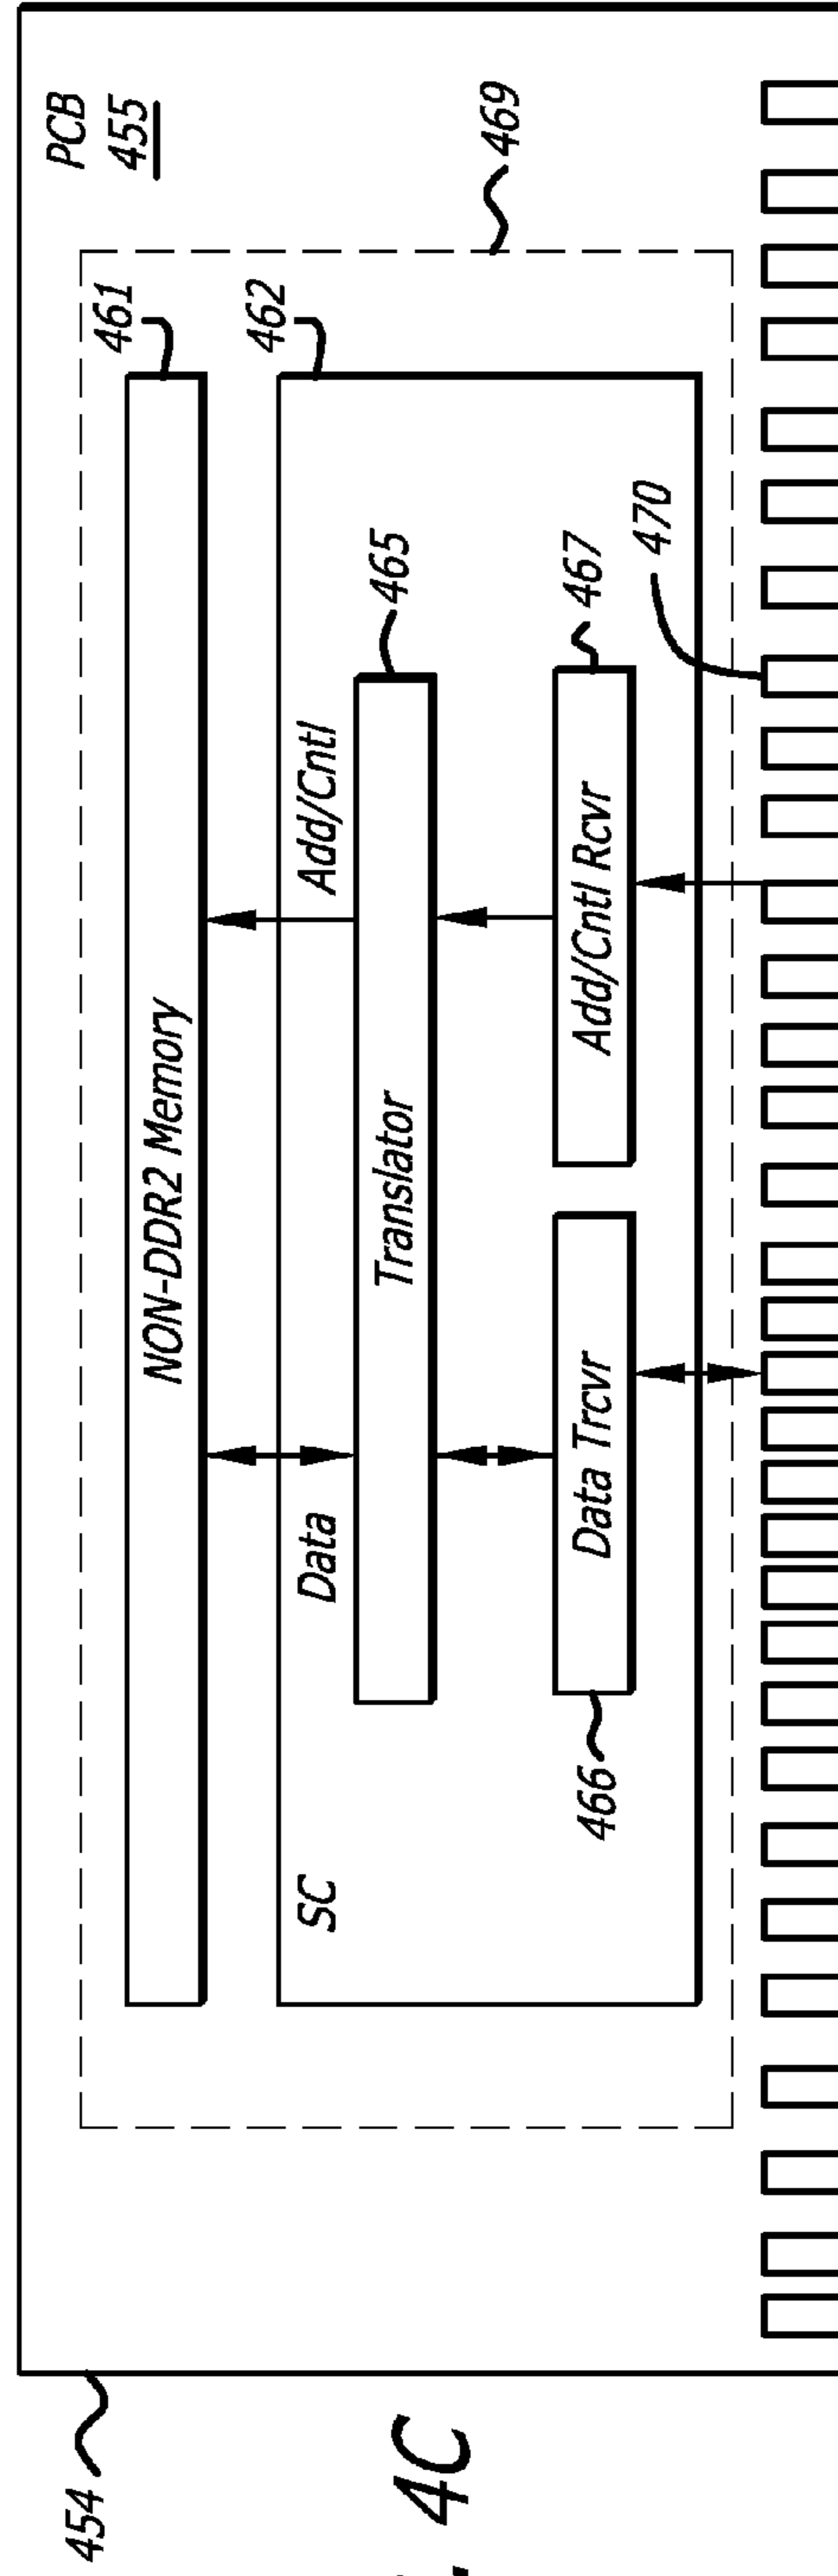 454
PCB
455
469
461
NON-DDR2 Memory
462
SC
Data
Add/Cntl
465
Translator
466
Data Trcvr
Add/Cntl Rcvr
467
470
4C